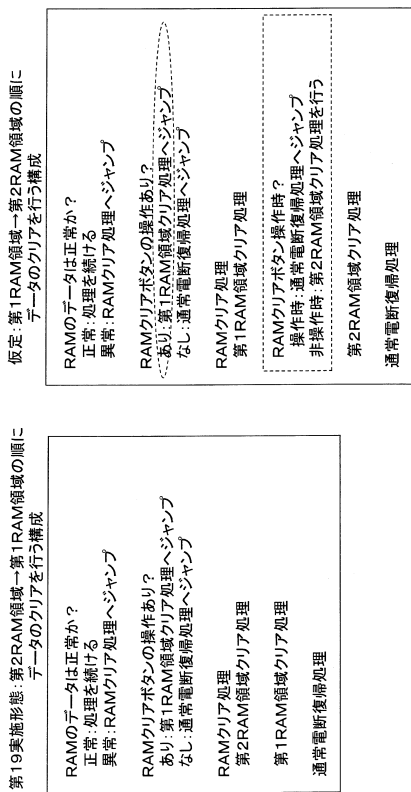 第19実施形態:第2RAM領域→第1RAM領域の順に
データのクリアを行う構成
RAMのデータは正常か?
正常:処理を続ける
異常:RAMクリア処理へジャンプ
RAMクリアボタンの操作あり?
あり:第1RAM領域クリア処理へジャンプ
なし:通常電断復帰処理へジャンプ
RAMクリア処理
第2RAM領域クリア処理
第1RAM領域クリア処理
通常電断復帰処理
仮定:第1RAM領域→第2RAM領域の順に
データのクリアを行う構成
RAMのデータは正常か?
正常:処理を続ける
異常:RAMクリア処理へジャンプ
RAMクリアボタンの操作あり?
あり:第1RAM領域クリア処理へジャンプ
なし:通常電断復帰処理へジャンプ
RAMクリア処理
第1RAM領域クリア処理
RAMクリアボタン操作時?
操作時:通常電断復帰処理へジャンプ
非操作時:第2RAM領域クリア処理を行う
第2RAM領域クリア処理
通常電断復帰処理